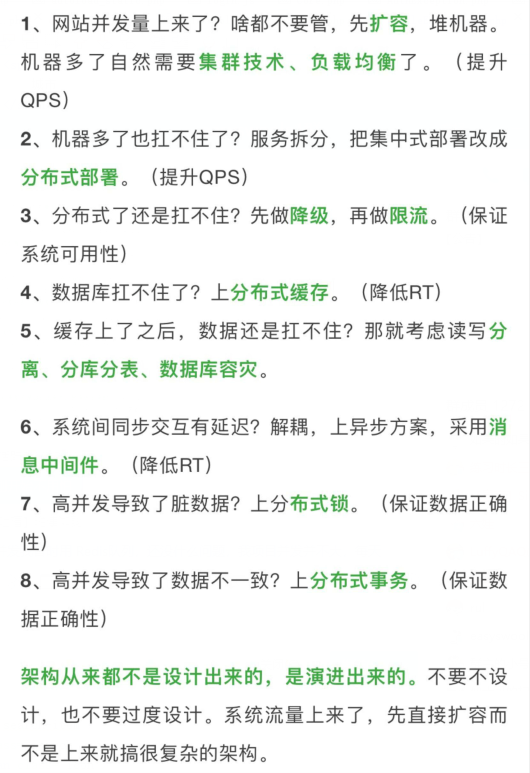 1、网站并发量上来了？啥都不要管，先扩容，堆机器。
机器多了自然需要集群技术、负载均衡了。（提升
QPS）
2、机器多了也扛不住了？服务拆分，把集中式部署改成
分布式部署。（提升QPS）
3、分布式了还是扛不住？先做降级，再做限流。（保证
系统可用性）
4、数据库扛不住了？上分布式缓存。（降低RT）
5、缓存上了之后，数据还是扛不住？那就考虑读写分
离、分库分表、数据库容灾。
6、系统间同步交互有延迟？解耦，上异步方案，采用消
息中间件。（降低RT）
7、高并发导致了脏数据？上分布式锁。（保证数据正确
性）
8、高并发导致了数据不一致？上分布式事务。（保证数
据正确性）
架构从来都不是设计出来的，是演进出来的。不要不设
计，也不要过度设计。系统流量上来了，先直接扩容而
不是上来就搞很复杂的架构。